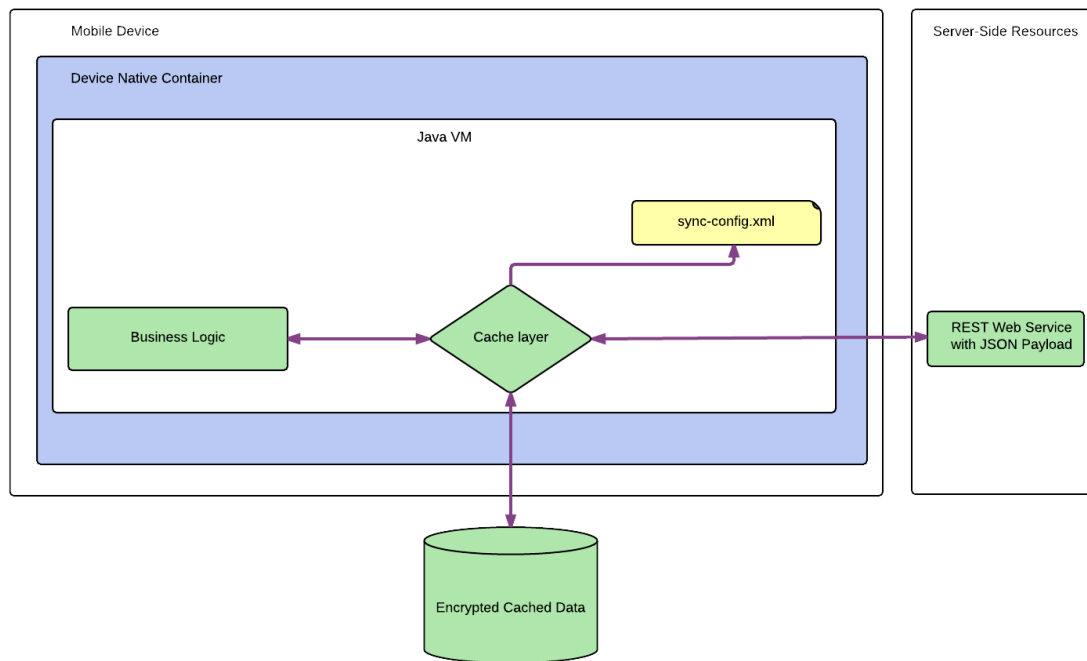 Mobile Device
Server-Side Resources
Device Native Container
Java VM
sync-config.xml
Business Logic
Cache layer
REST Web Service
with JSON Payload
Encrypted Cached Data